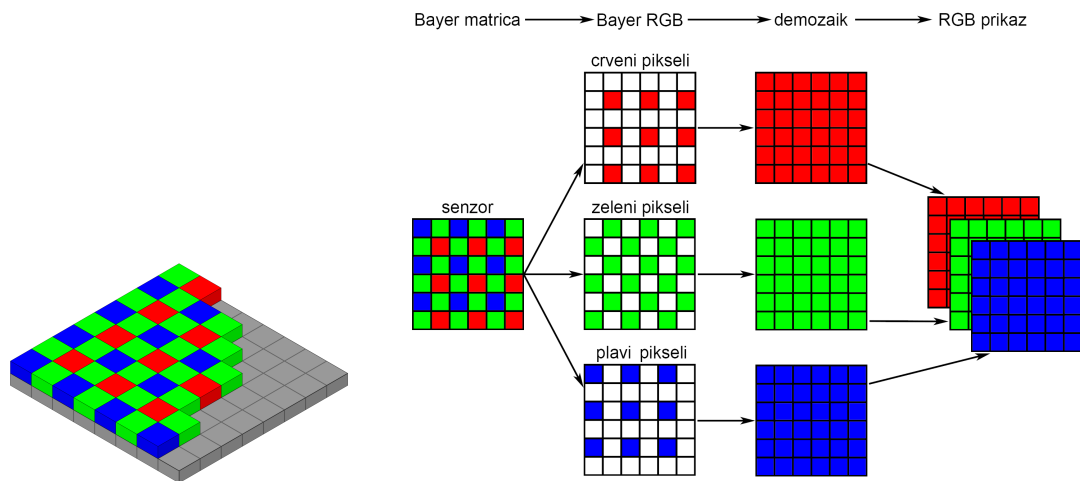 Bayer matrica
Bayer RGB
demozaik
RGB prikaz
crveni pikseli
senzor
zeleni pikseli
plavi pikseli